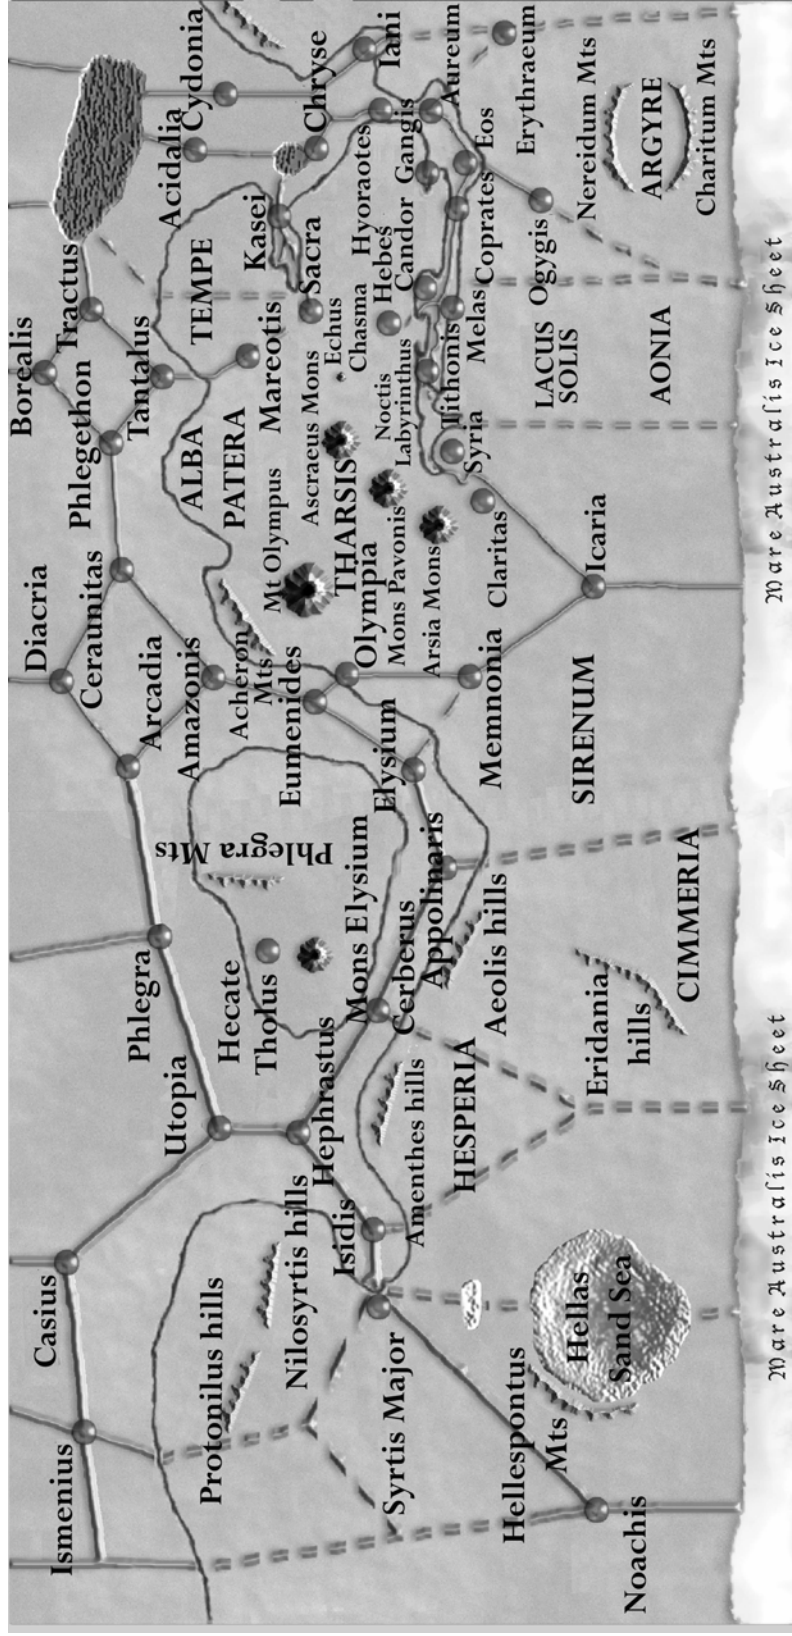 Ismenius
Casius
Utopia
Phlegra
Diacria
Ceraunitas
Arcadia
Amazonis
Phlegethon
Borealis
Tractus
Tantalus
Acidalia
Cydonia
Protonilus hills
Nilosyrtis hills
Isidis
Hephrastus
Hecate
Tholus
Mons Elysium
Phlegra Mts
Eumenides
Acheron
Mts
Mt Olympus
THARSIS
Olympia
ALBA
PATERA
TEMPE
Mareotis
Ascraeus Mons
Echus
Chasma
Sacra
Kasei
Chryse
Iani
Syrtis Major
Amenthes hills
Cerberus
Appolinaris
Elysium
Mons Pavonis
Arsia Mons
Noctis
Labyrinthus
Hebes
Candor
Hyoraotes
Gangis
Aureum
Hellespontus
Mts
HESPERIA
Aeolis hills
Memnonia
Claritas
Syria
Tithonis
Melas
Coprates
Eos
Erythraeum
Noachis
Hellas
Sand Sea
Eridania
hills
CIMMERIA
SIRENUM
Icaria
LACUS
SOLIS
AONIA
Ogygis
Nereidum Mts
ARGYRE
Charitum Mts
Mare Australis Ice Sheet
Mare Australis Ice Sheet